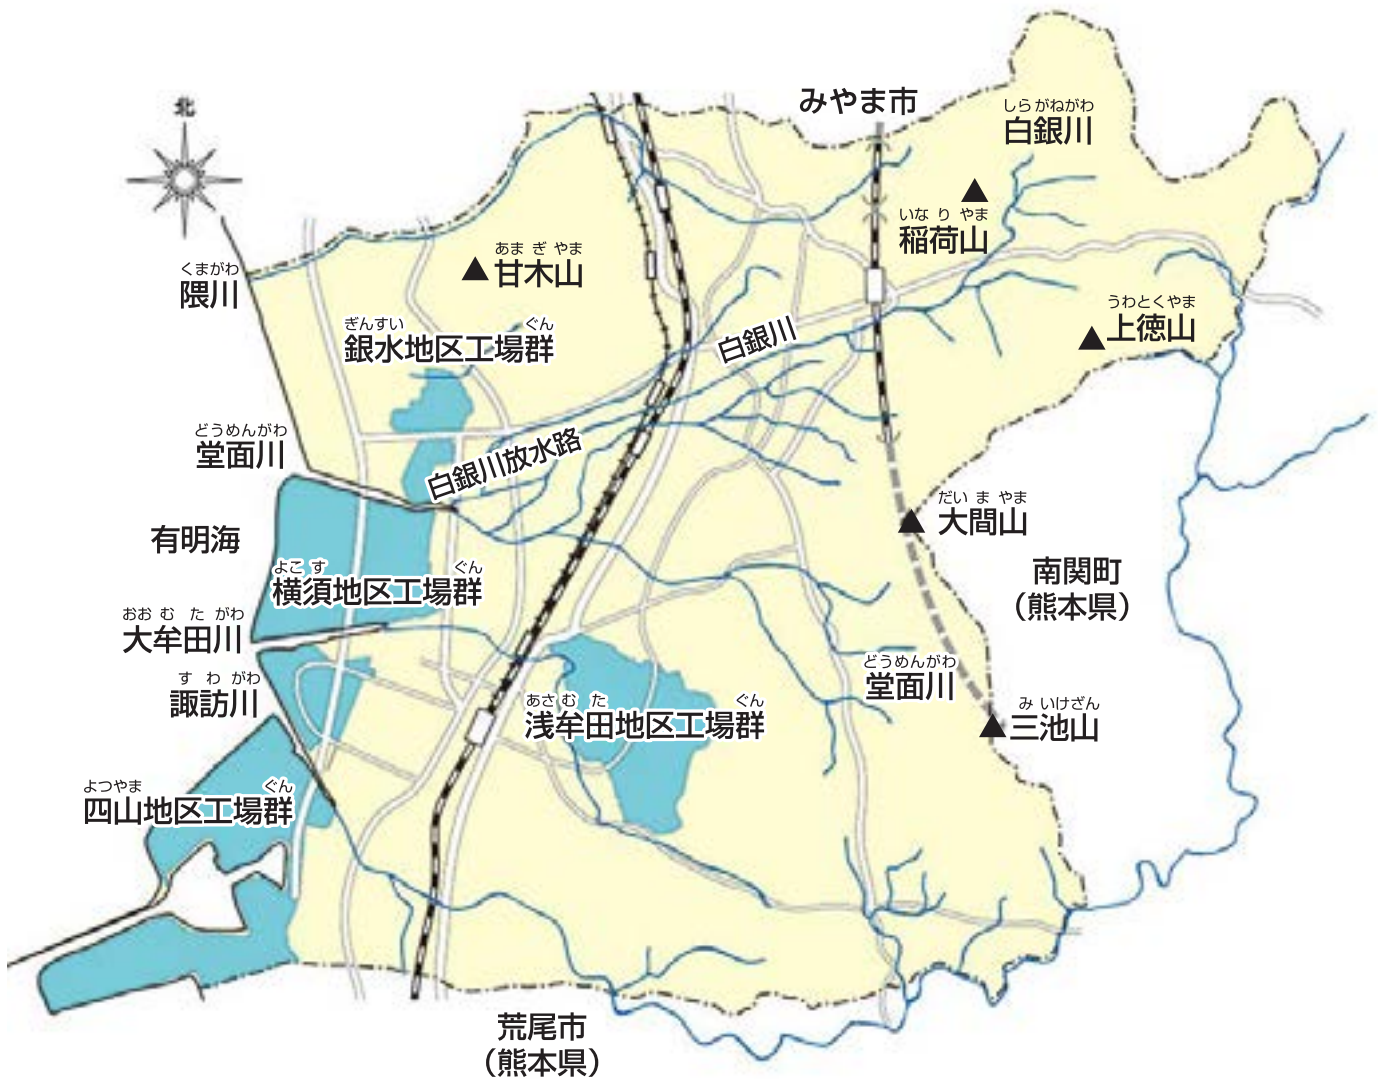 北
みやま市
しらがねがわ
白銀川
いなりやま
稲荷山
あまぎやま
甘木山
くまがわ
隈川
うわとくやま
上徳山
ぎんすい ぐん
銀水地区工場群
白銀川
どうめんがわ
堂面川
白銀川放水路
だいまやま
大間山
有明海
よこす ぐん
横須地区工場群
南関町
（熊本県）
おおむたがわ
大牟田川
どうめんがわ
堂面川
すわがわ
諏訪川
あさむた ぐん
浅牟田地区工場群
みいけざん
三池山
よつやま ぐん
四山地区工場群
荒尾市
（熊本県）